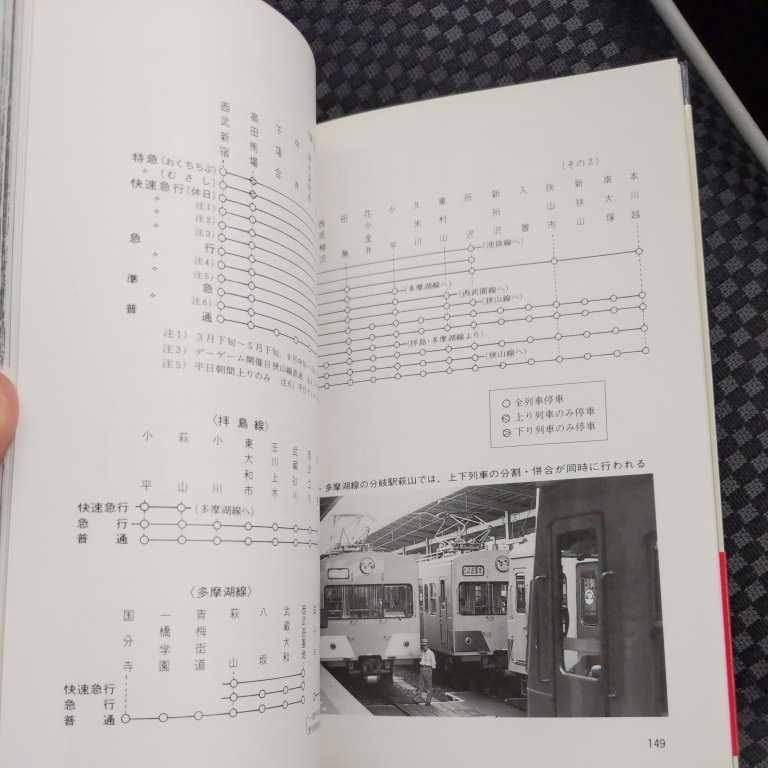 西武新宿
高田馬場
特急(おくちちぶ)
〃(むさし)
快速急行(休日)
〃 注1)
〃 注2)
〃 注3)
急 行
〃 注4)
〃 注5)
準 急
〃 注6)
普 通
注1) 3月下旬〜5月下旬,
注3) デーゲーム開催日狭山線直通
注5) 平日朝間上りのみ 注6)
〈拝島線〉
小平
萩山
小川
東大和市
玉川上水
武蔵砂川
快速急行
(多摩湖線へ)
急 行
普 通
〈多摩湖線〉
国分寺
一橋学園
青梅街道
萩山
八坂
武蔵大和
快速急行
急 行
普 通
(その2)
田無
花小金井
小平
久米川
東村山
所沢
新所沢
入曽
狭山市
新狭山
南大塚
本川越
(池袋線へ)
(多摩湖線へ)
(西武園線へ)
(狭山線へ)
(拝島・多摩湖線より)
(狭山線へ)
全列車停車
上り列車のみ停車
下り列車のみ停車
多摩湖線の分岐駅萩山では,上下列車の分割・併合が同時に行われる
149